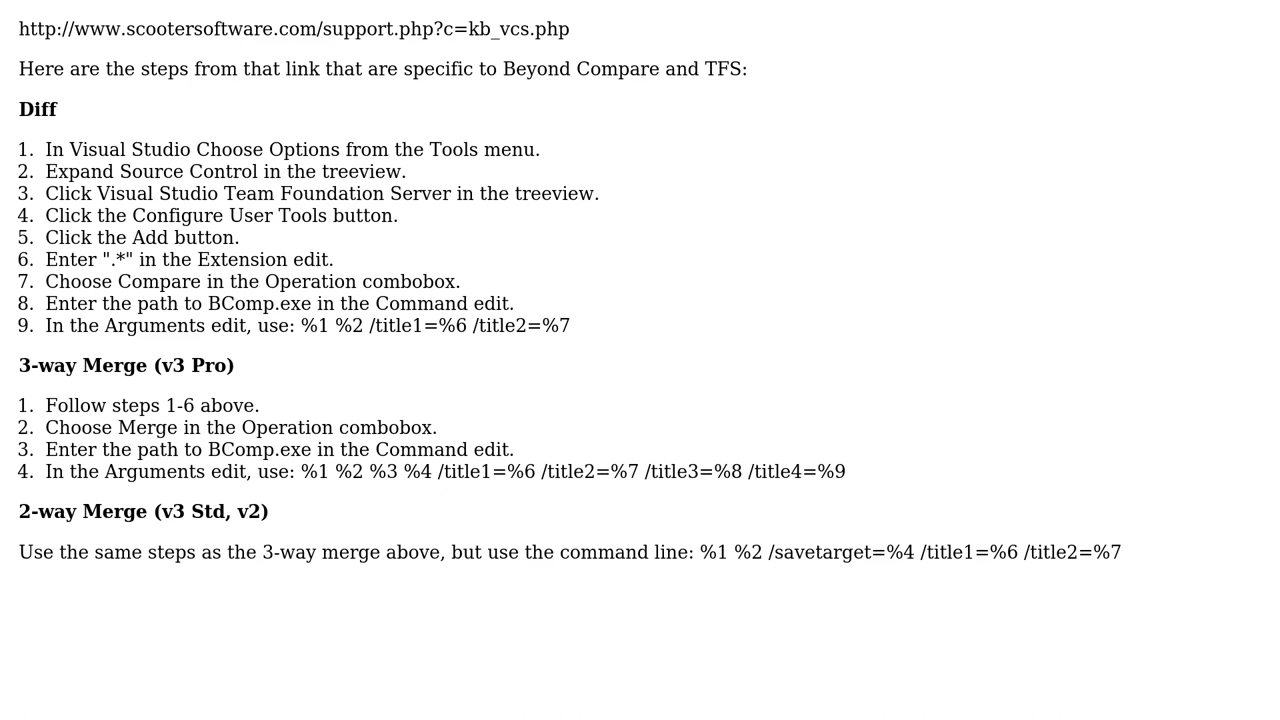 http://www.scootersoftware.com/support.php?c=kb_vcs.php
Here are the steps from that link that are specific to Beyond Compare and TFS:
Diff
1. In Visual Studio Choose Options from the Tools menu.
2. Expand Source Control in the treeview.
3. Click Visual Studio Team Foundation Server in the treeview.
4. Click the Configure User Tools button.
5. Click the Add button.
6. Enter ".*" in the Extension edit.
7. Choose Compare in the Operation combobox.
8. Enter the path to BComp.exe in the Command edit.
9. In the Arguments edit, use: %1 %2 /title1=%6 /title2=%7
3-way Merge (v3 Pro)
1. Follow steps 1-6 above.
2. Choose Merge in the Operation combobox.
3. Enter the path to BComp.exe in the Command edit.
4. In the Arguments edit, use: %1 %2 %3 %4 /title1=%6 /title2=%7 /title3=%8 /title4=%9
2-way Merge (v3 Std, v2)
Use the same steps as the 3-way merge above, but use the command line: %1 %2 /savetarget=%4 /title1=%6 /title2=%7